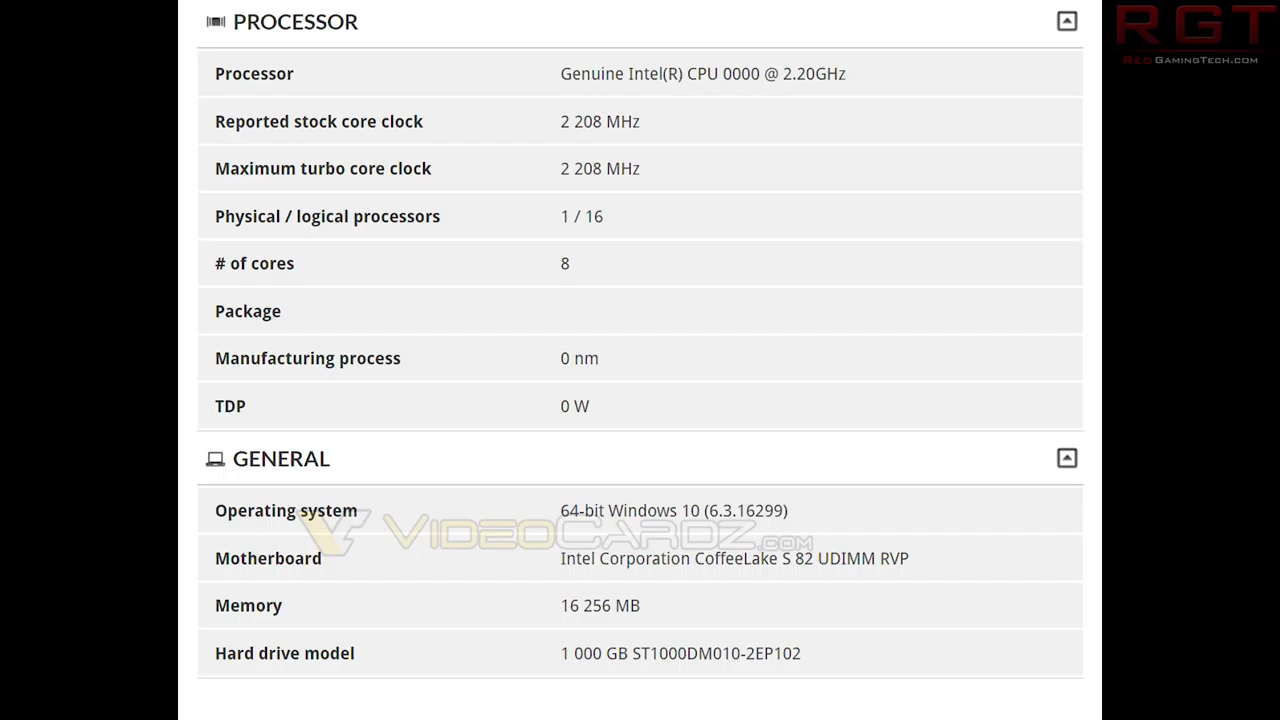 RGT
REDGAMINGTECH.COM
PROCESSOR
Processor Genuine Intel(R) CPU 0000 @ 2.20GHz
Reported stock core clock 2 208 MHz
Maximum turbo core clock 2 208 MHz
Physical / logical processors 1 / 16
# of cores 8
Package
Manufacturing process 0 nm
TDP 0 W
GENERAL
Operating system 64-bit Windows 10 (6.3.16299)
VIDEOCARDZ.COM
Motherboard Intel Corporation CoffeeLake S 82 UDIMM RVP
Memory 16 256 MB
Hard drive model 1 000 GB ST1000DM010-2EP102